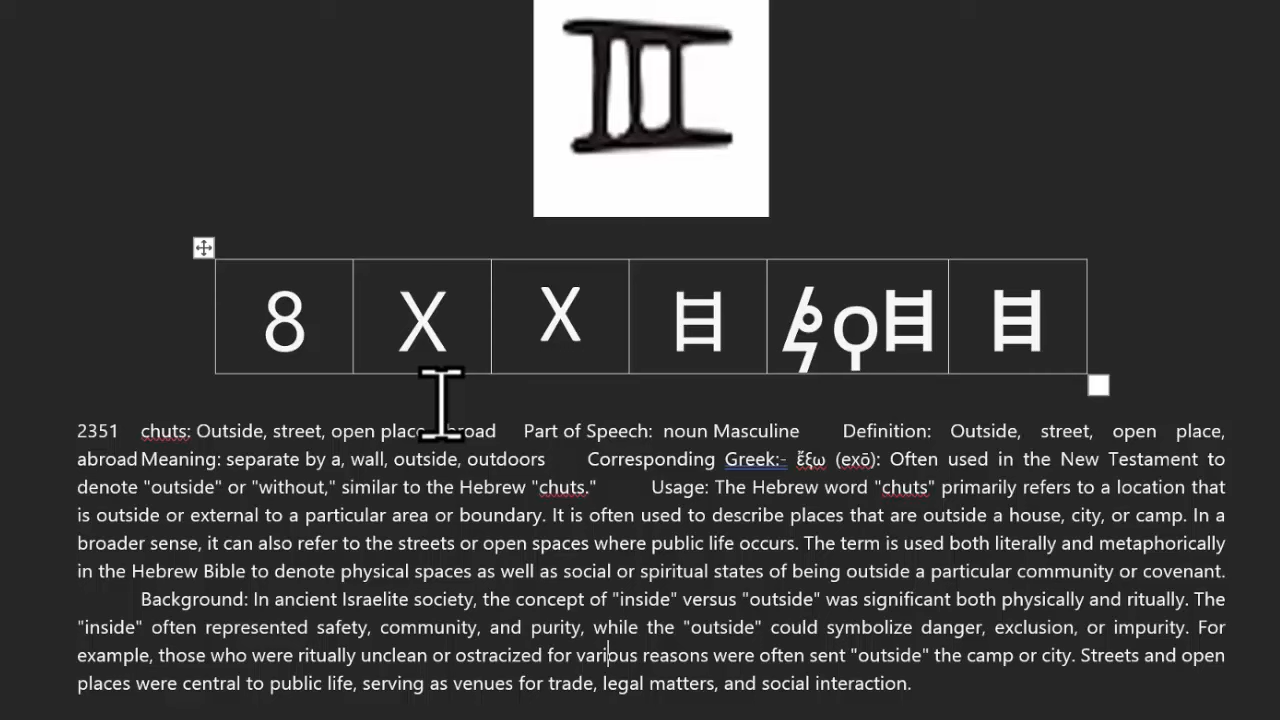 8 X X
2351 chuts: Outside, street, open place, abroad Part of Speech: noun Masculine Definition: Outside, street, open place,
abroad Meaning: separate by a, wall, outside, outdoors Corresponding Greek:- ἔξω (exō): Often used in the New Testament to
denote "outside" or "without," similar to the Hebrew "chuts." Usage: The Hebrew word "chuts" primarily refers to a location that
is outside or external to a particular area or boundary. It is often used to describe places that are outside a house, city, or camp. In a
broader sense, it can also refer to the streets or open spaces where public life occurs. The term is used both literally and metaphorically
in the Hebrew Bible to denote physical spaces as well as social or spiritual states of being outside a particular community or covenant.
Background: In ancient Israelite society, the concept of "inside" versus "outside" was significant both physically and ritually. The
"inside" often represented safety, community, and purity, while the "outside" could symbolize danger, exclusion, or impurity. For
example, those who were ritually unclean or ostracized for various reasons were often sent "outside" the camp or city. Streets and open
places were central to public life, serving as venues for trade, legal matters, and social interaction.